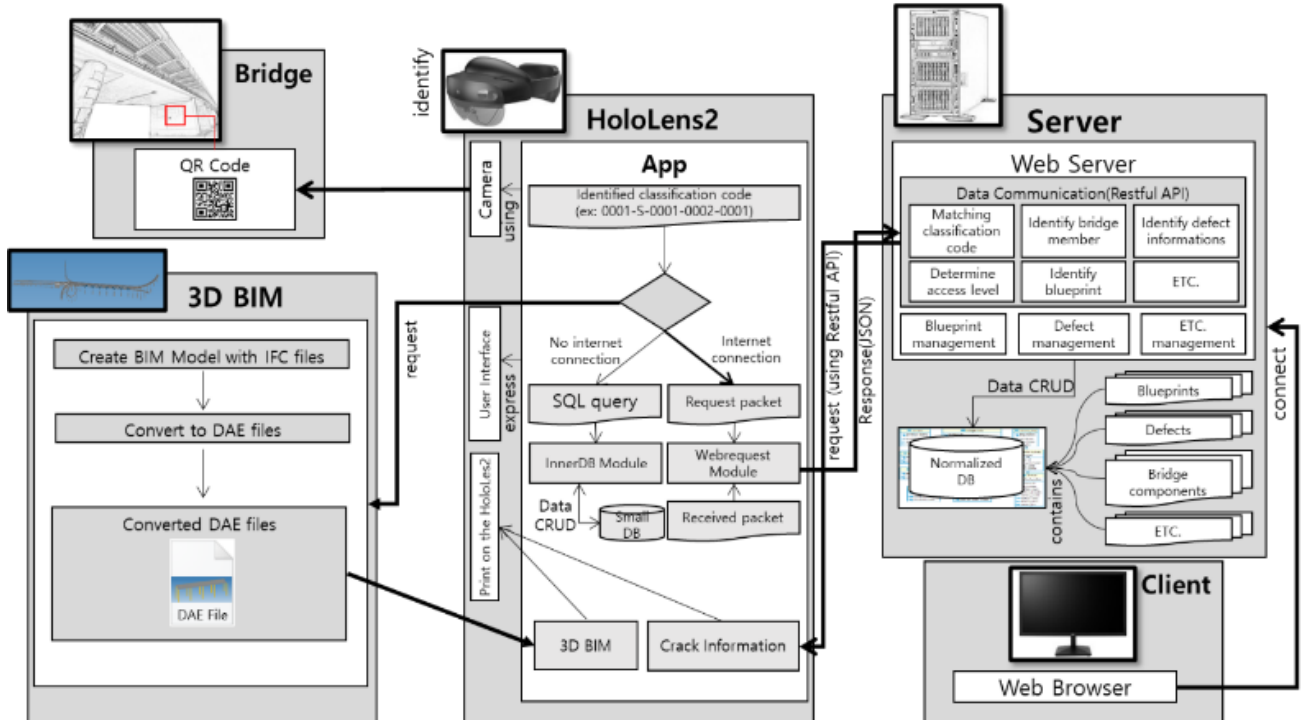 Bridge
QR Code
identify
HoloLens2
App
Camera
using
Identified classification code
(ex: 0001-S-0001-0002-0001)
No internet
connection
Internet
connection
User Interface
express
SQL query
Request packet
InnerDB Module
Webrequest
Module
Data
CRUD
Small
DB
Received packet
Print on the HoloLes2
3D BIM
Crack Information
3D BIM
Create BIM Model with IFC files
Convert to DAE files
Converted DAE files
DAE File
request
request (using Restful API)
Response(JSON)
Server
Web Server
Data Communication(Restful API)
Matching
classification
code
Identify bridge
member
Identify defect
informations
Determine
access level
Identify
blueprint
ETC.
Blueprint
management
Defect
management
ETC.
management
Data CRUD
Normalized
DB
contains
Blueprints
Defects
Bridge
components
ETC.
connect
Client
Web Browser